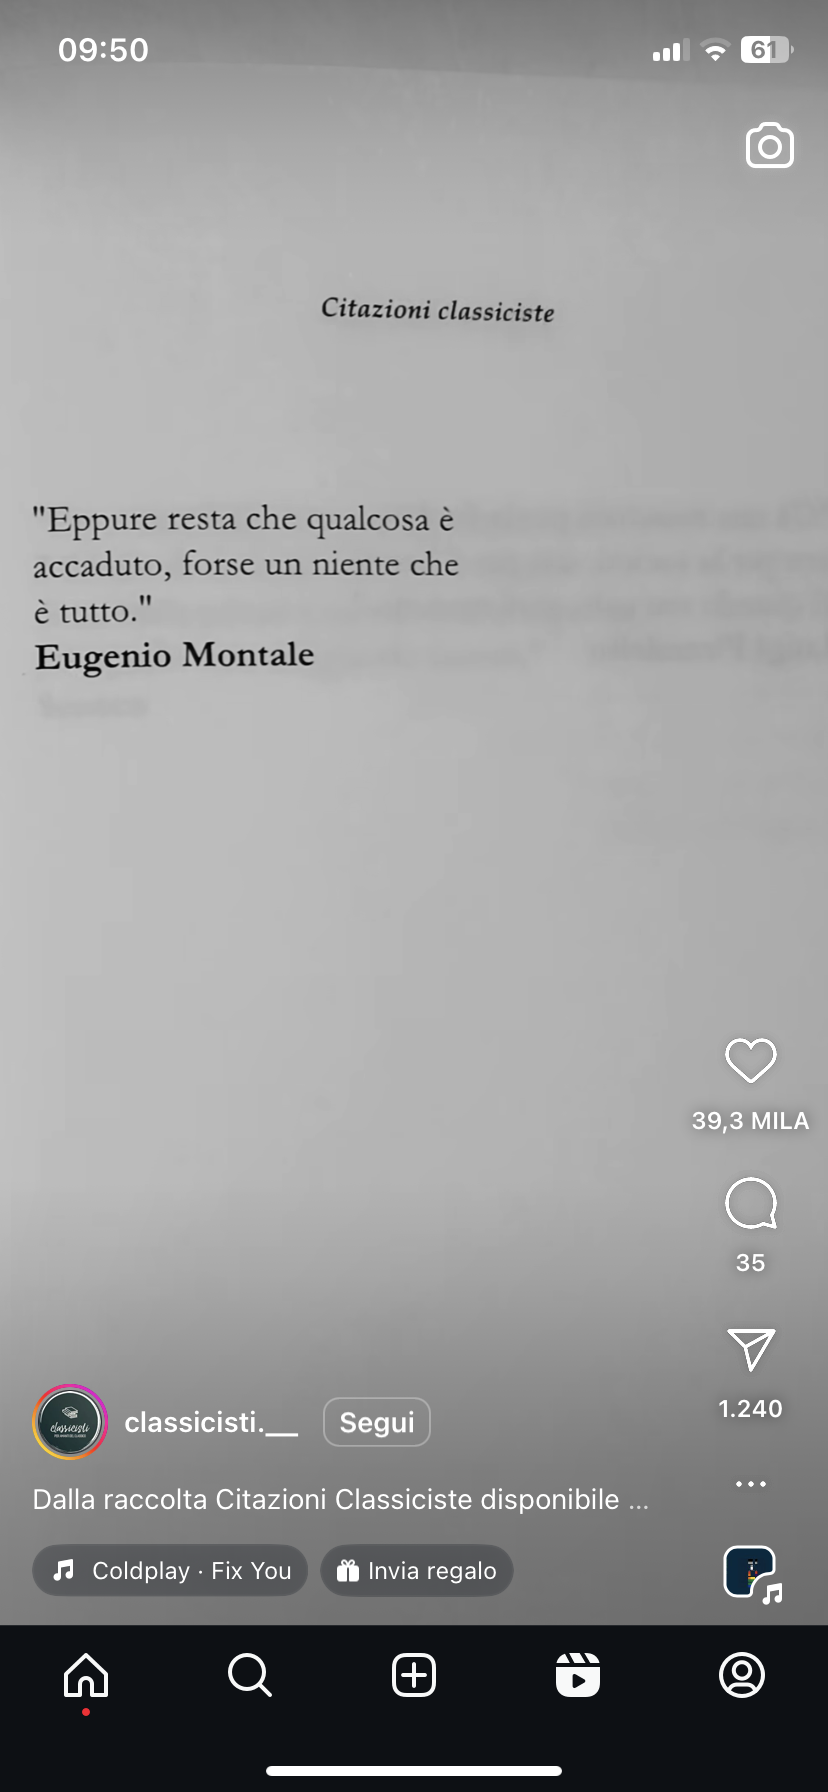 09:50
61
Citazioni classiciste
"Eppure resta che qualcosa è
accaduto, forse un niente che
è tutto."
Eugenio Montale
39,3 MILA
35
1.240
classicisti.__ Segui
Dalla raccolta Citazioni Classiciste disponibile ...
Coldplay · Fix You
Invia regalo